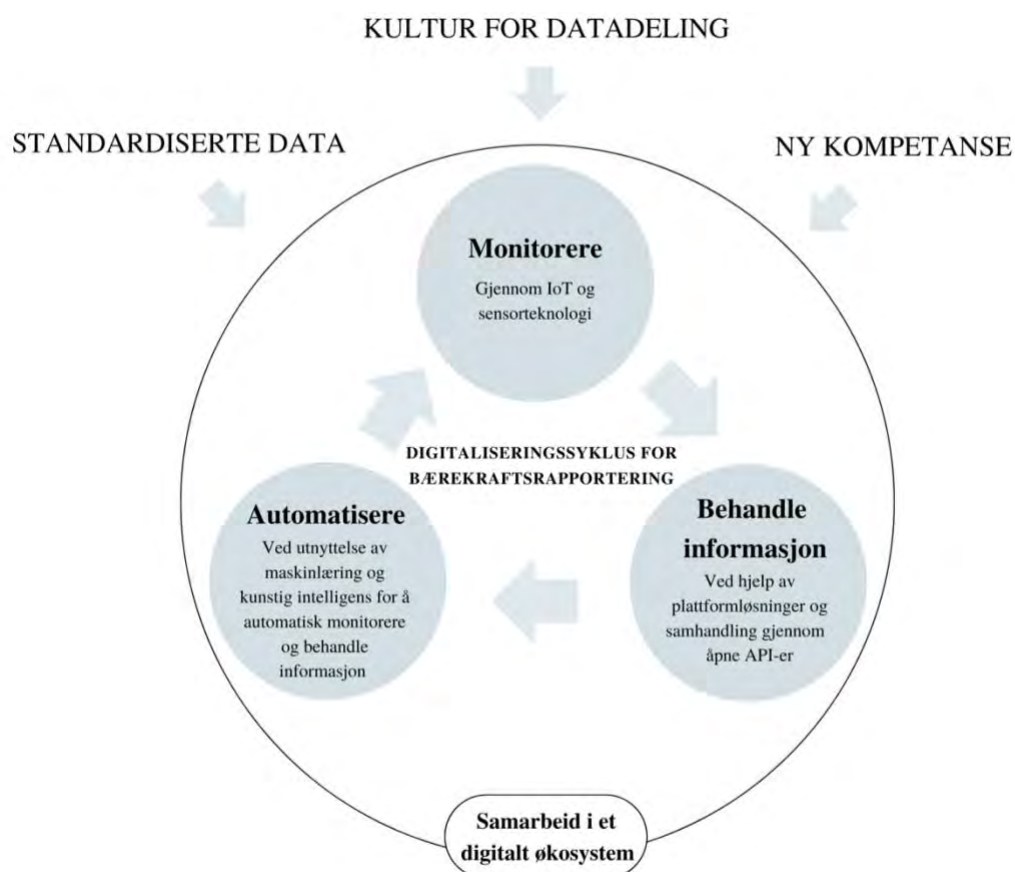 KULTUR FOR DATADELING
STANDARDISERTE DATA
NY KOMPETANSE
Monitorere
Gjennom IoT og
sensorteknologi
DIGITALISERINGSSYKLUS FOR
BÆREKRAFTSRAPPORTERING
Automatisere
Ved utnyttelse av
maskinlæring og
kunstig intelligens for å
automatisk monitorere
og behandle
informasjon
Behandle
informasjon
Ved hjelp av
plattformløsninger og
samhandling gjennom
åpne API-er
Samarbeid i et
digitalt økosystem